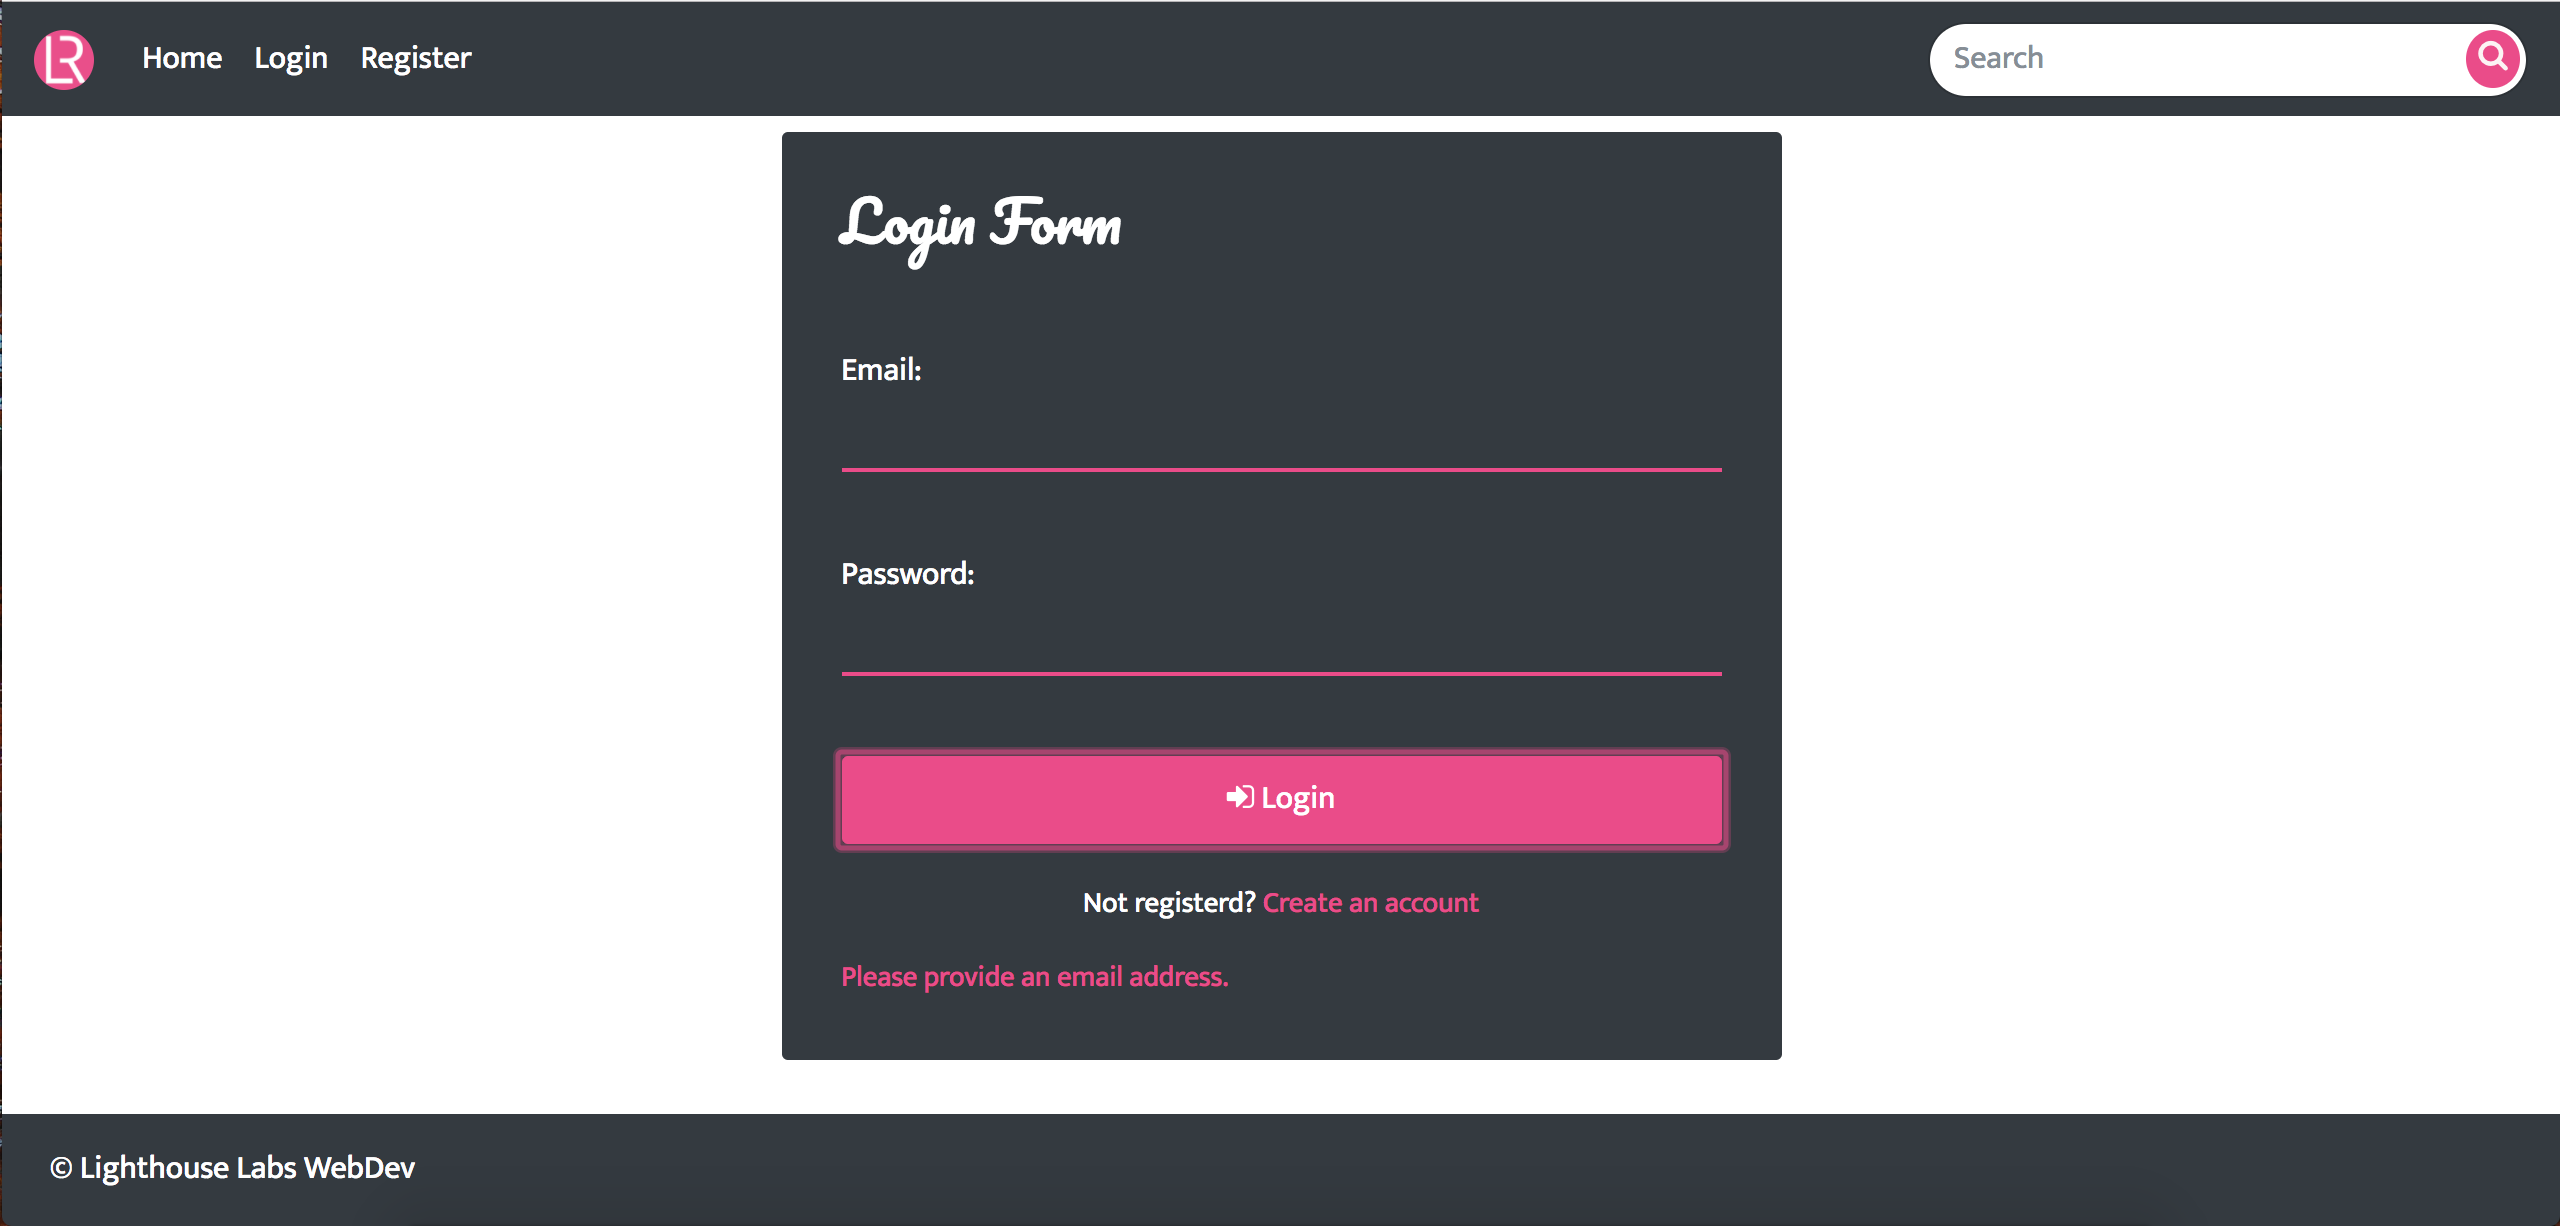 LR
Home Login Register
Search
Login Form
Email:
Password:
Login
Not registerd? Create an account
Please provide an email address.
© Lighthouse Labs WebDev